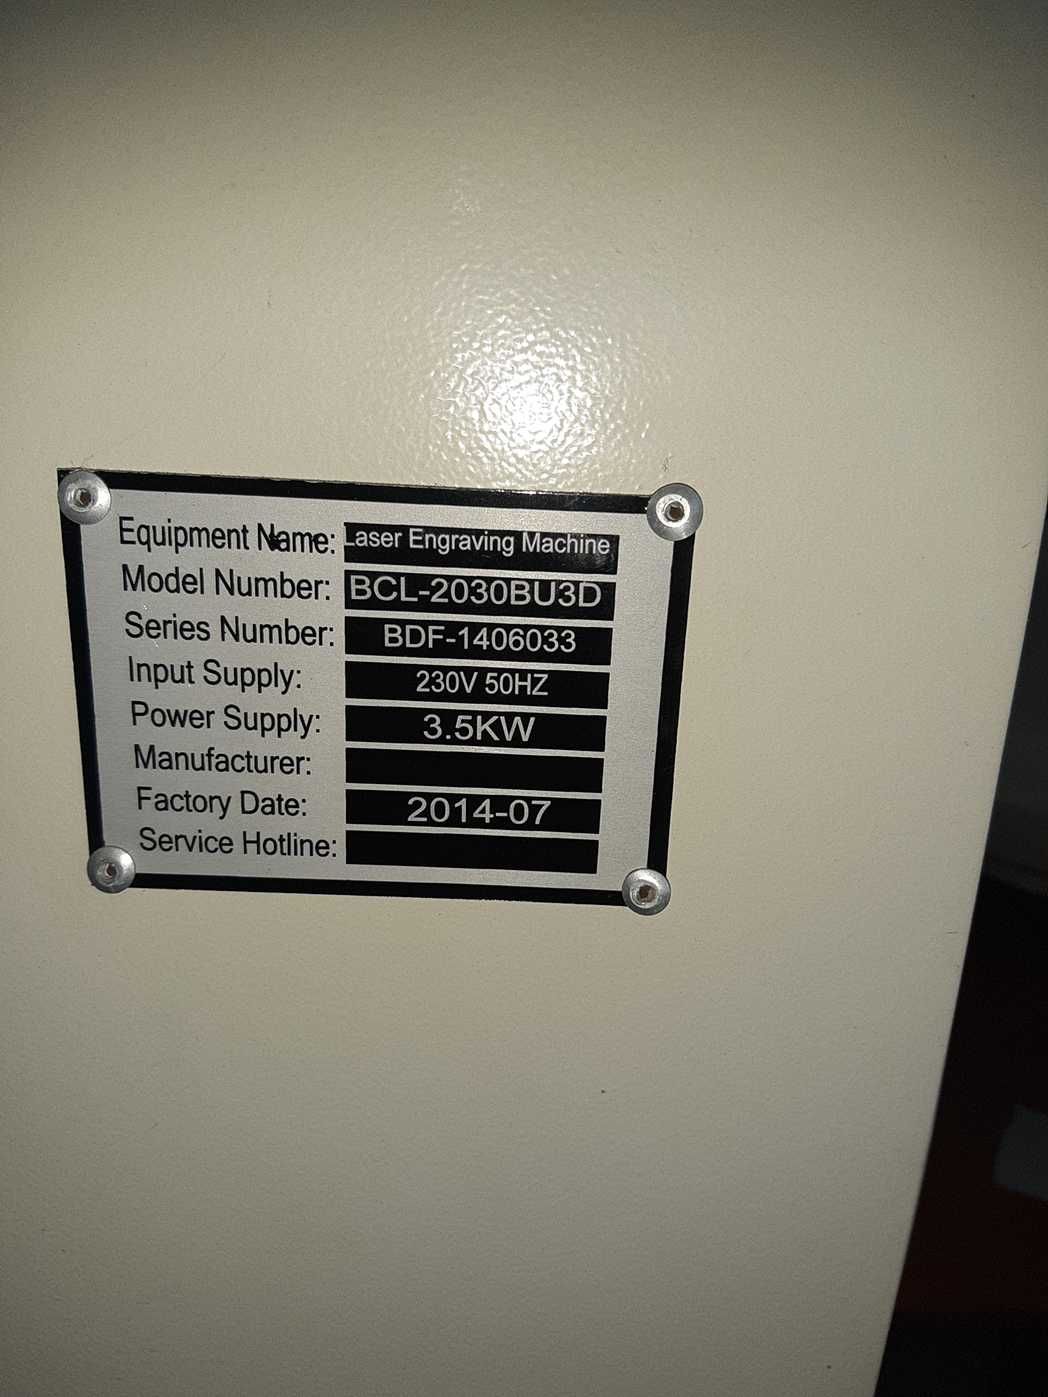 Equipment Name: Laser Engraving Machine
Model Number: BCL-2030BU3D
Series Number: BDF-1406033
Input Supply: 230V 50HZ
Power Supply: 3.5KW
Manufacturer:
Factory Date: 2014-07
Service Hotline: